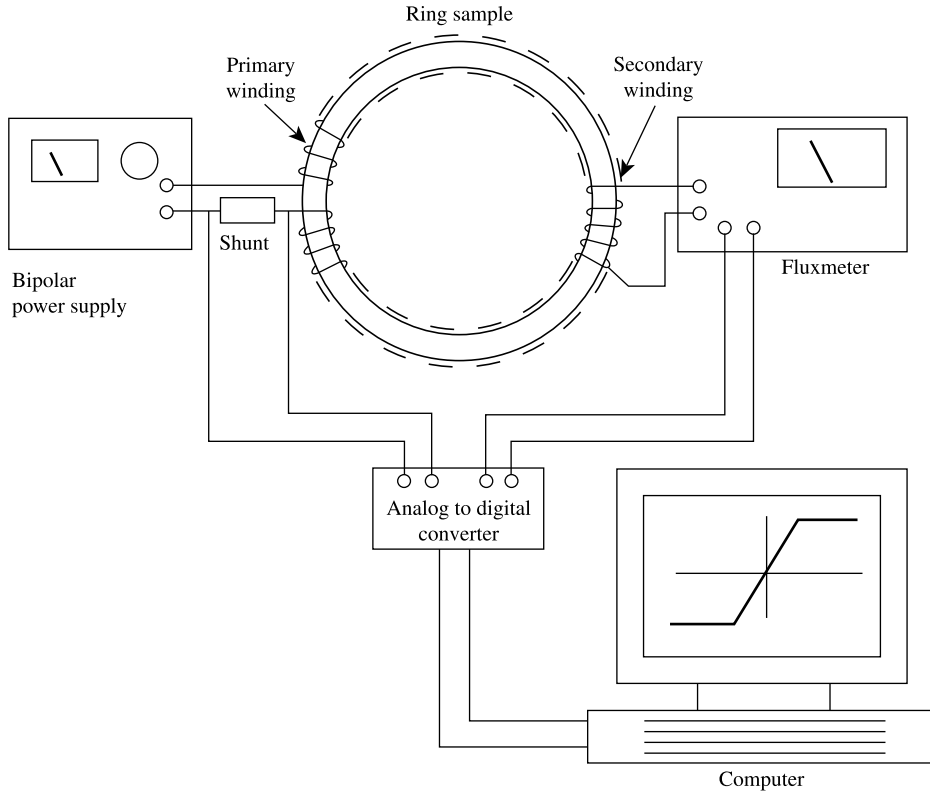 Ring sample
Primary
winding
Secondary
winding
Shunt
Bipolar
power supply
Fluxmeter
Analog to digital
converter
Computer